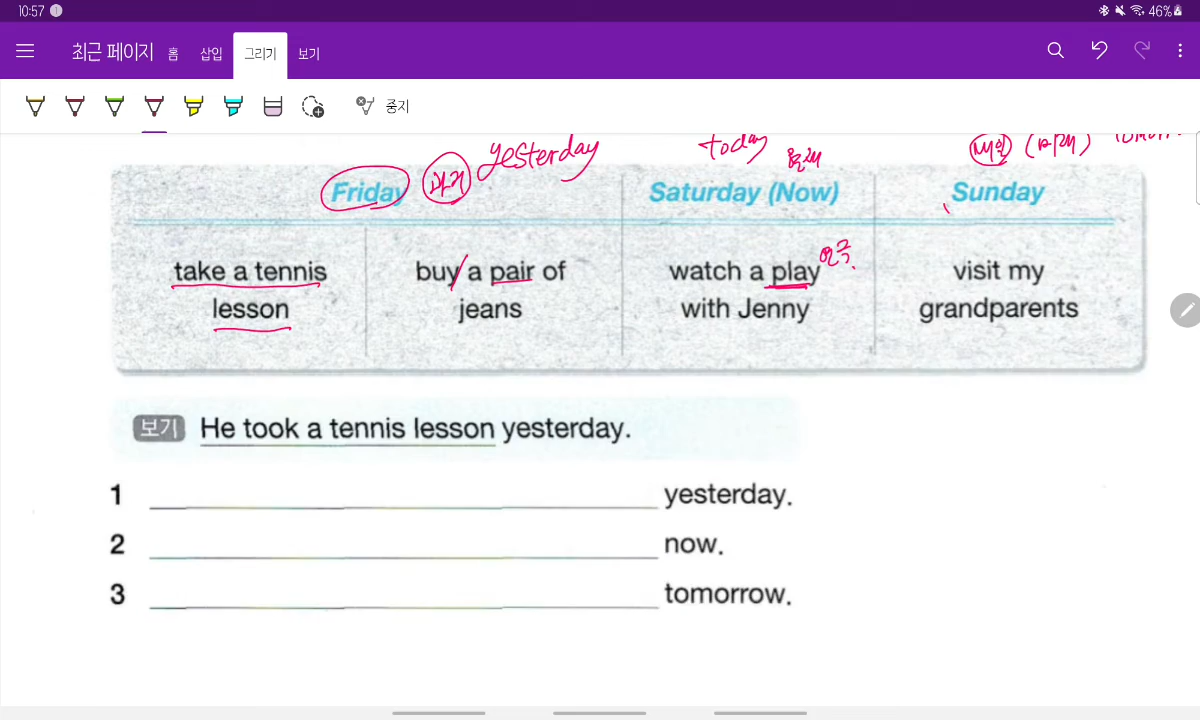 10:57
46%
최근 페이지 홈 삽입 그리기 보기
중지
yesterday today 내일 (미래)
Friday 과거 Saturday (Now) Sunday
take a tennis lesson
buy a pair of jeans
watch a play with Jenny
연극.
visit my grandparents
보기 He took a tennis lesson yesterday.
1 yesterday.
2 now.
3 tomorrow.